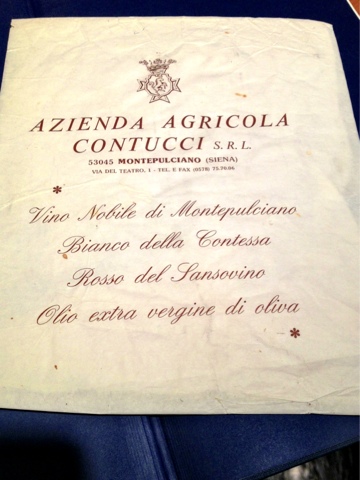 AZIENDA AGRICOLA
CONTUCCI S.R.L.
53045 MONTEPULCIANO (SIENA)
VIA DEL TEATRO, 1 - TEL. E FAX (0578) 75.70.06
*
Vino Nobile di Montepulciano
Bianco della Contessa
Rosso del Sansovino
Olio extra vergine di oliva
*